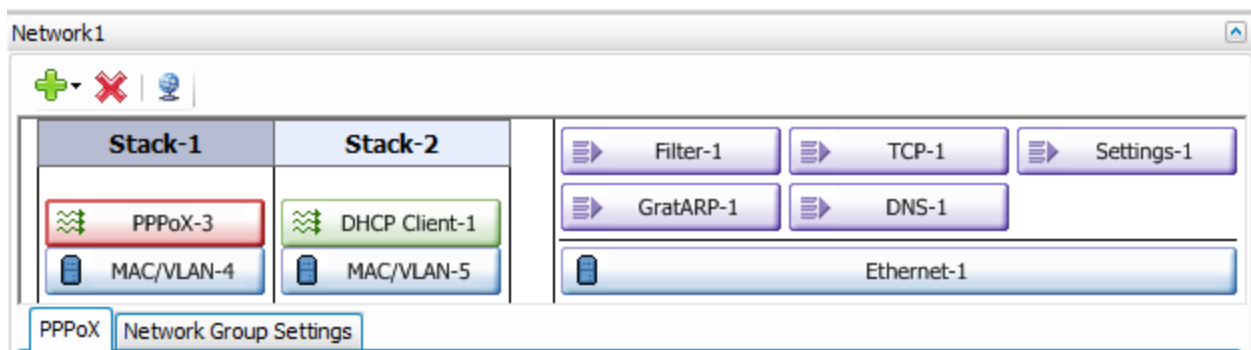 Network1
Stack-1 Stack-2
Filter-1 TCP-1 Settings-1
PPPoX-3 DHCP Client-1
GratARP-1 DNS-1
MAC/VLAN-4 MAC/VLAN-5 Ethernet-1
PPPoX Network Group Settings